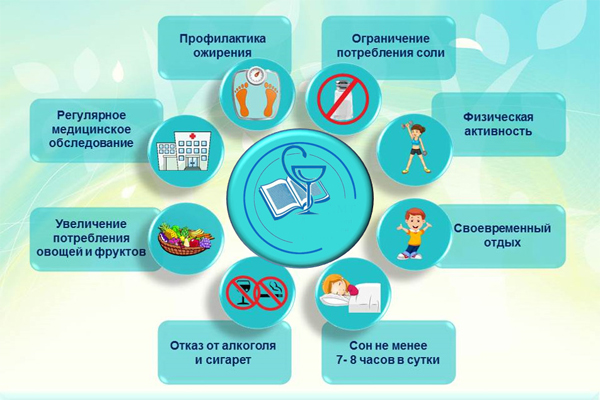 Профилактика
ожирения
Ограничение
потребления соли
Регулярное
медицинское
обследование
Физическая
активность
Увеличение
потребления
овощей и фруктов
Своевременный
отдых
Отказ от алкоголя
и сигарет
Сон не менее
7- 8 часов в сутки